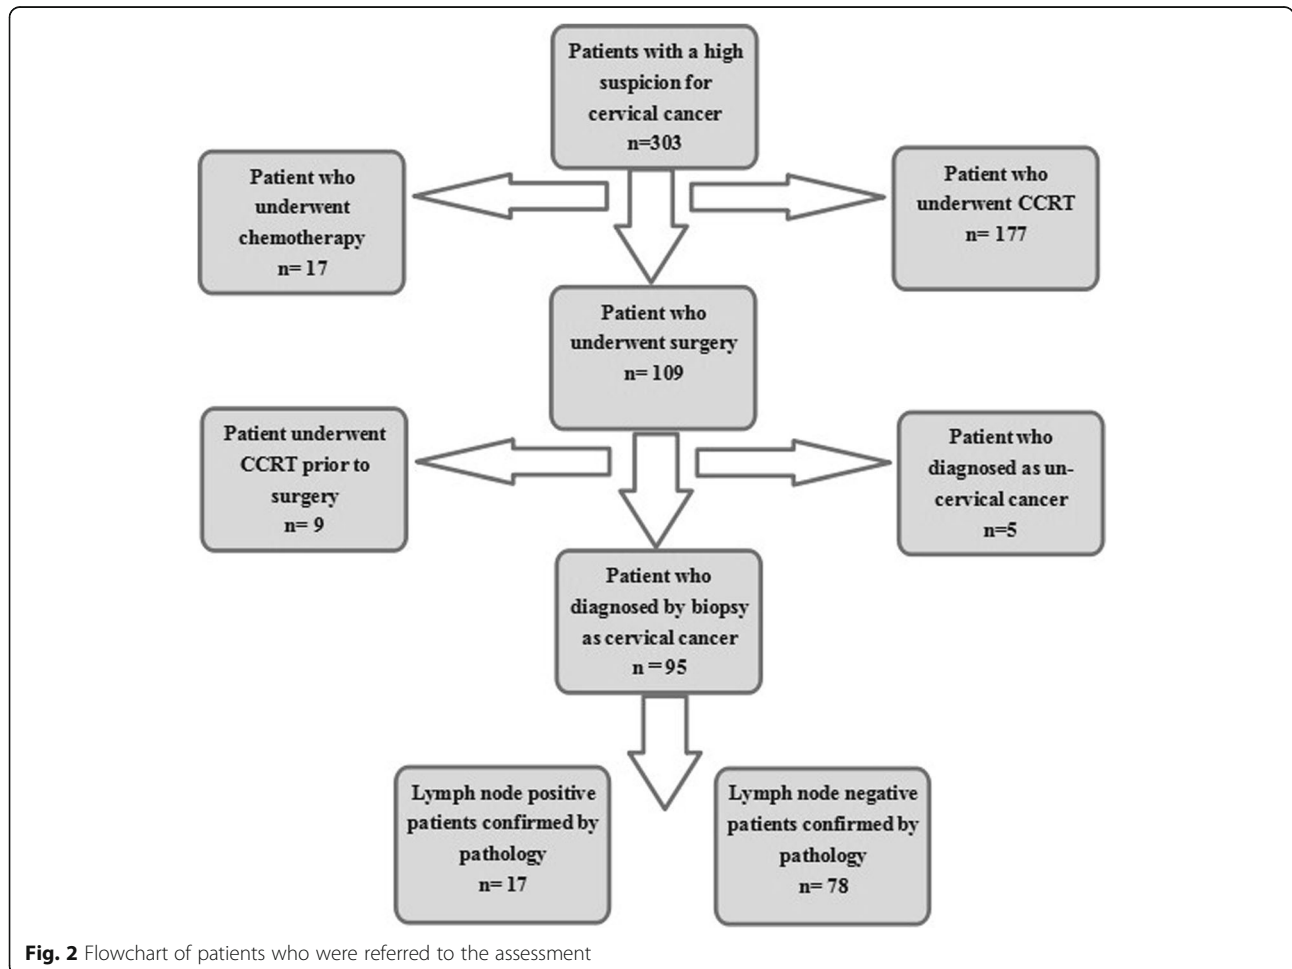 Patients with a high
suspicion for
cervical cancer
n=303
Patient who
underwent
chemotherapy
n= 17
Patient who
underwent CCRT
n= 177
Patient who
underwent surgery
n= 109
Patient underwent
CCRT prior to
surgery
n= 9
Patient who
diagnosed as un-
cervical cancer
n=5
Patient who
diagnosed by biopsy
as cervical cancer
n =95
Lymph node positive
patients confirmed by
pathology
n= 17
Lymph node negative
patients confirmed by
pathology
n= 78
Fig. 2 Flowchart of patients who were referred to the assessment